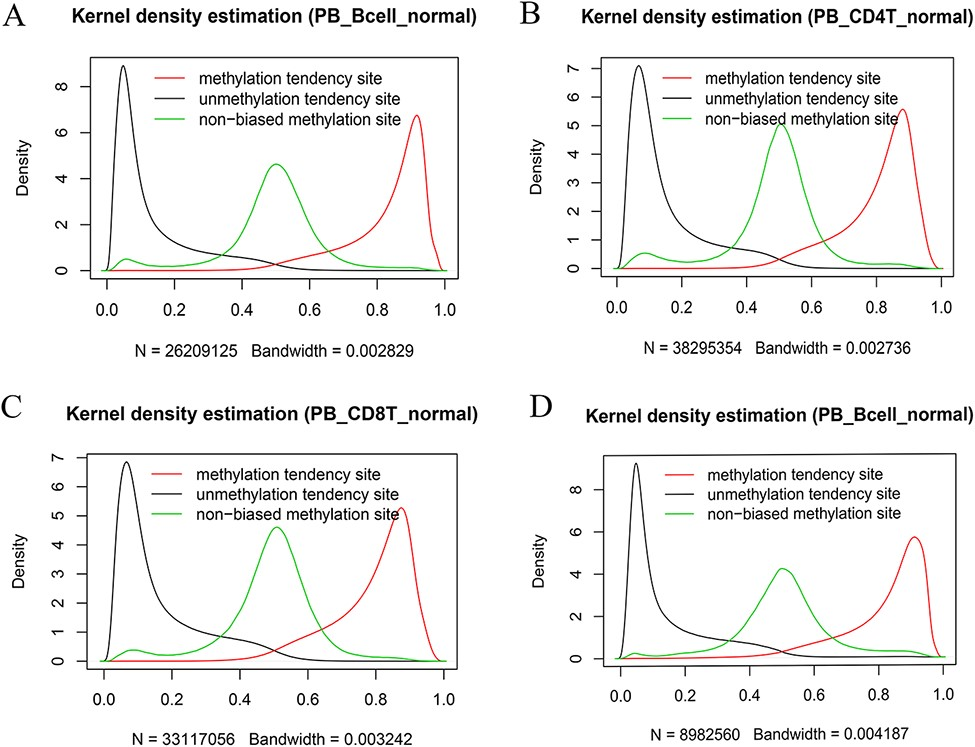 A
Kernel density estimation (PB_Bcell_normal)
methylation tendency site
unmethylation tendency site
non−biased methylation site
Density
8
6
4
2
0
0.0 0.2 0.4 0.6 0.8 1.0
N = 26209125 Bandwidth = 0.002829
B
Kernel density estimation (PB_CD4T_normal)
methylation tendency site
unmethylation tendency site
non−biased methylation site
Density
7
6
5
4
3
2
1
0
0.0 0.2 0.4 0.6 0.8 1.0
N = 38295354 Bandwidth = 0.002736
C
Kernel density estimation (PB_CD8T_normal)
methylation tendency site
unmethylation tendency site
non−biased methylation site
Density
7
6
5
4
3
2
1
0
0.0 0.2 0.4 0.6 0.8 1.0
N = 33117056 Bandwidth = 0.003242
D
Kernel density estimation (PB_Bcell_normal)
methylation tendency site
unmethylation tendency site
non−biased methylation site
Density
8
6
4
2
0
0.0 0.2 0.4 0.6 0.8 1.0
N = 8982560 Bandwidth = 0.004187